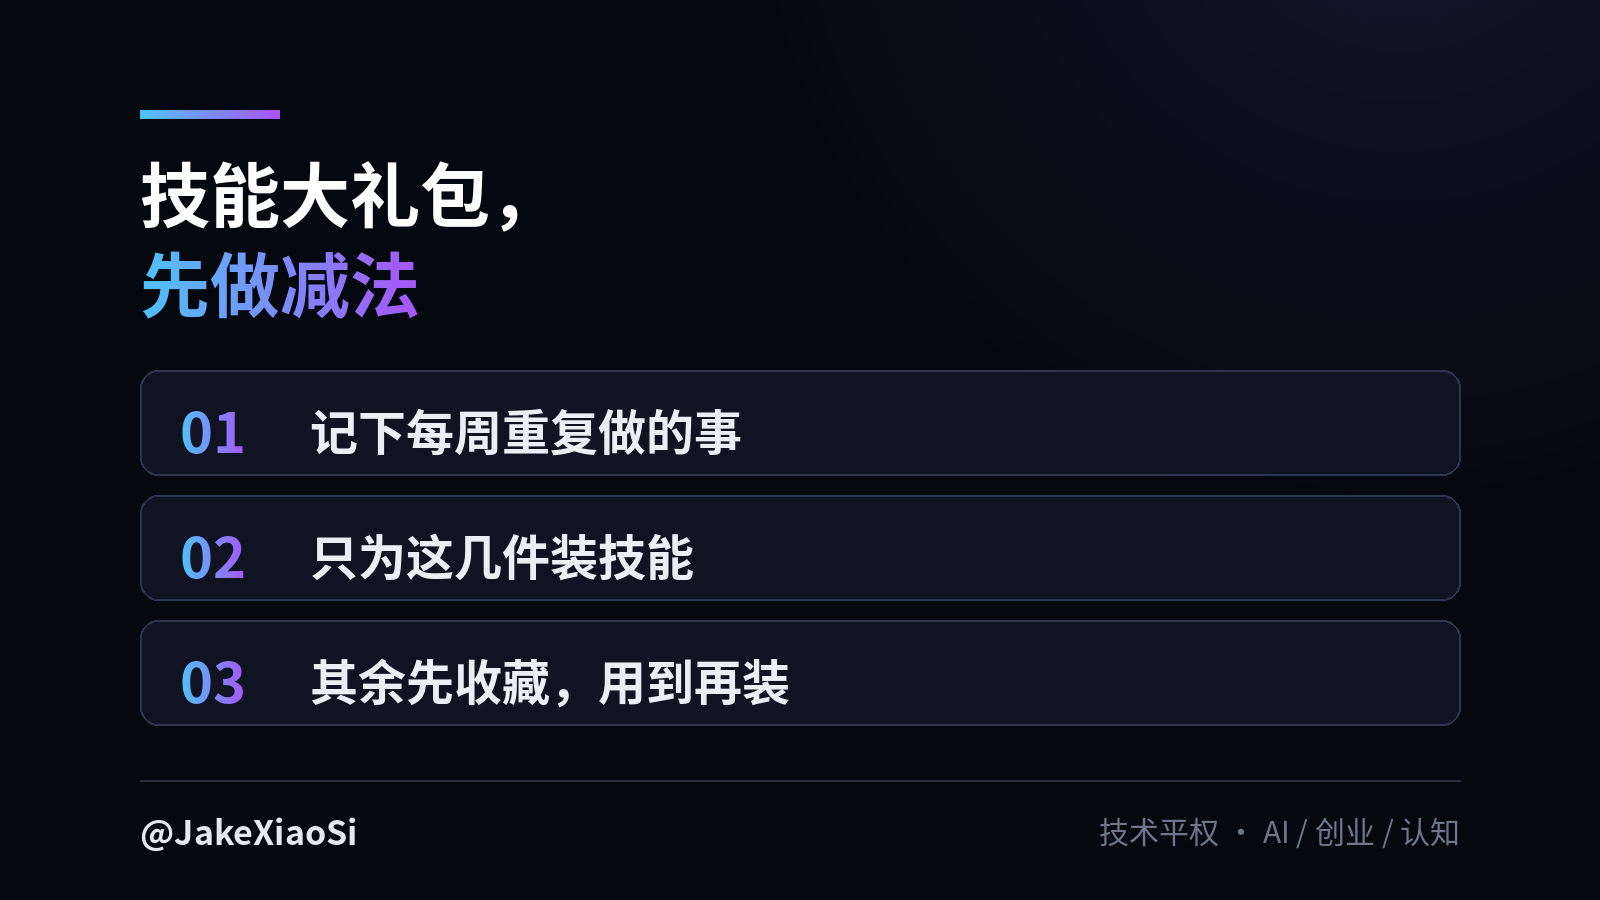 技能大礼包，
先做减法
01 记下每周重复做的事
02 只为这几件装技能
03 其余先收藏，用到再装
@JakeXiaoSi
技术平权 · AI / 创业 / 认知